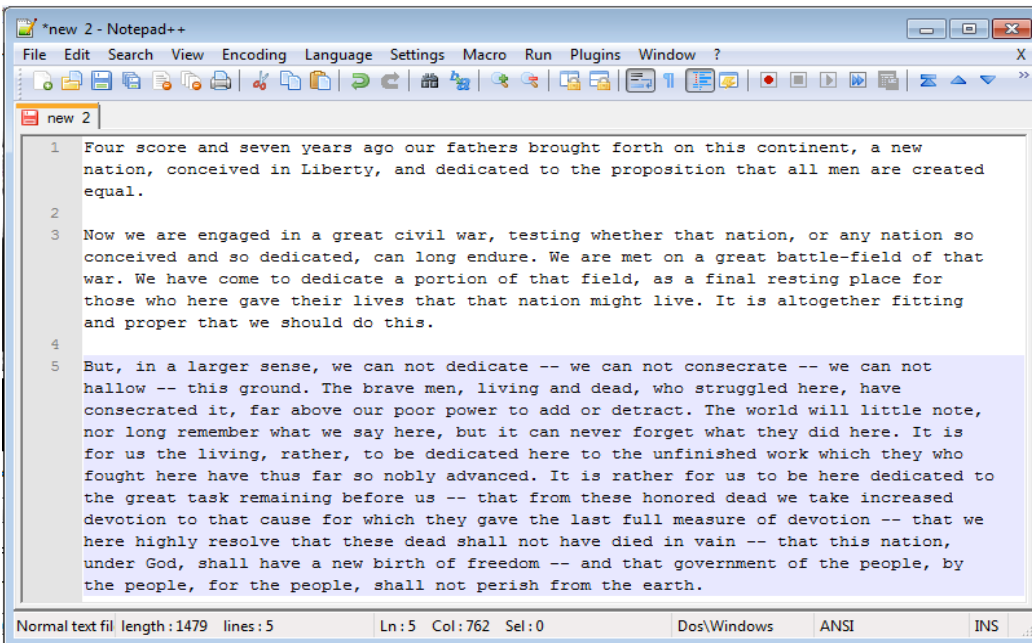 *new 2 - Notepad++
File Edit Search View Encoding Language Settings Macro Run Plugins Window ? X
new 2
1 Four score and seven years ago our fathers brought forth on this continent, a new
nation, conceived in Liberty, and dedicated to the proposition that all men are created
equal.
2
3 Now we are engaged in a great civil war, testing whether that nation, or any nation so
conceived and so dedicated, can long endure. We are met on a great battle-field of that
war. We have come to dedicate a portion of that field, as a final resting place for
those who here gave their lives that that nation might live. It is altogether fitting
and proper that we should do this.
4
5 But, in a larger sense, we can not dedicate -- we can not consecrate -- we can not
hallow -- this ground. The brave men, living and dead, who struggled here, have
consecrated it, far above our poor power to add or detract. The world will little note,
nor long remember what we say here, but it can never forget what they did here. It is
for us the living, rather, to be dedicated here to the unfinished work which they who
fought here have thus far so nobly advanced. It is rather for us to be here dedicated to
the great task remaining before us -- that from these honored dead we take increased
devotion to that cause for which they gave the last full measure of devotion -- that we
here highly resolve that these dead shall not have died in vain -- that this nation,
under God, shall have a new birth of freedom -- and that government of the people, by
the people, for the people, shall not perish from the earth.
Normal text fil length : 1479 lines : 5 Ln : 5 Col : 762 Sel : 0 Dos\Windows ANSI INS